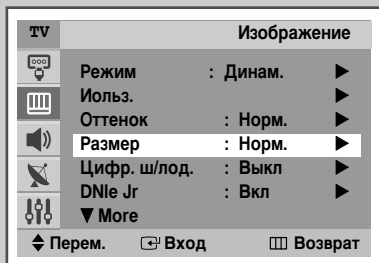 TV Изображение
Режим : Динам. ▶
Иольз. ▶
Оттенок : Норм. ▶
Размер : Норм. ▶
Цифр. ш/под. : Выкл ▶
DNIe Jr : Вкл ▶
▼ More
Перем. Вход Возврат